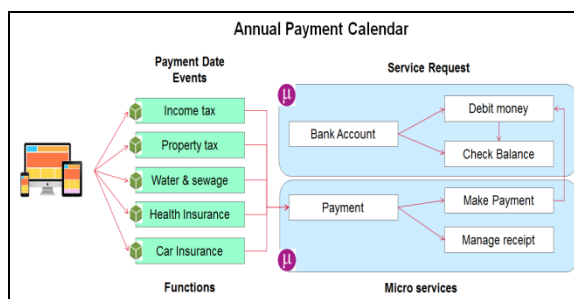 Annual Payment Calendar
Payment Date
Events
Service Request
μ
Income tax
Property tax
Water & sewage
Health Insurance
Car Insurance
Bank Account
Debit money
Check Balance
Payment
Make Payment
Manage receipt
μ
Functions
Micro services